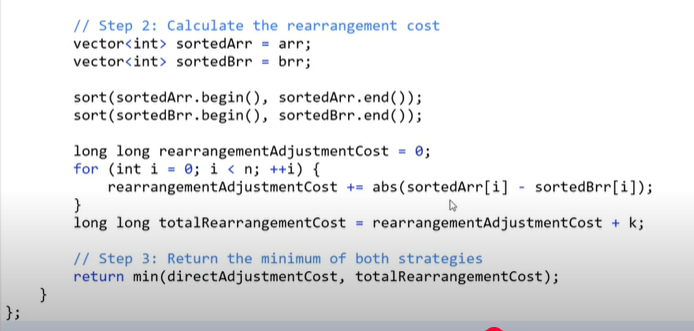 // Step 2: Calculate the rearrangement cost
vector<int> sortedArr = arr;
vector<int> sortedBrr = brr;
sort(sortedArr.begin(), sortedArr.end());
sort(sortedBrr.begin(), sortedBrr.end());
long long rearrangementAdjustmentCost = 0;
for (int i = 0; i < n; ++i) {
rearrangementAdjustmentCost += abs(sortedArr[i] - sortedBrr[i]);
}
long long totalRearrangementCost = rearrangementAdjustmentCost + k;
// Step 3: Return the minimum of both strategies
return min(directAdjustmentCost, totalRearrangementCost);
}
};